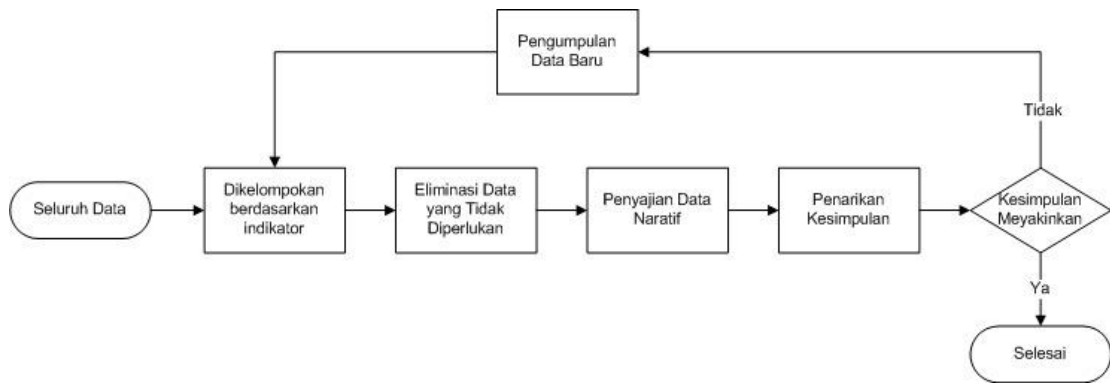 Pengumpulan
Data Baru
Tidak
Seluruh Data
Dikelompokan
berdasarkan
indikator
Eliminasi Data
yang Tidak
Diperlukan
Penyajian Data
Naratif
Penarikan
Kesimpulan
Kesimpulan
Meyakinkan
Ya
Selesai